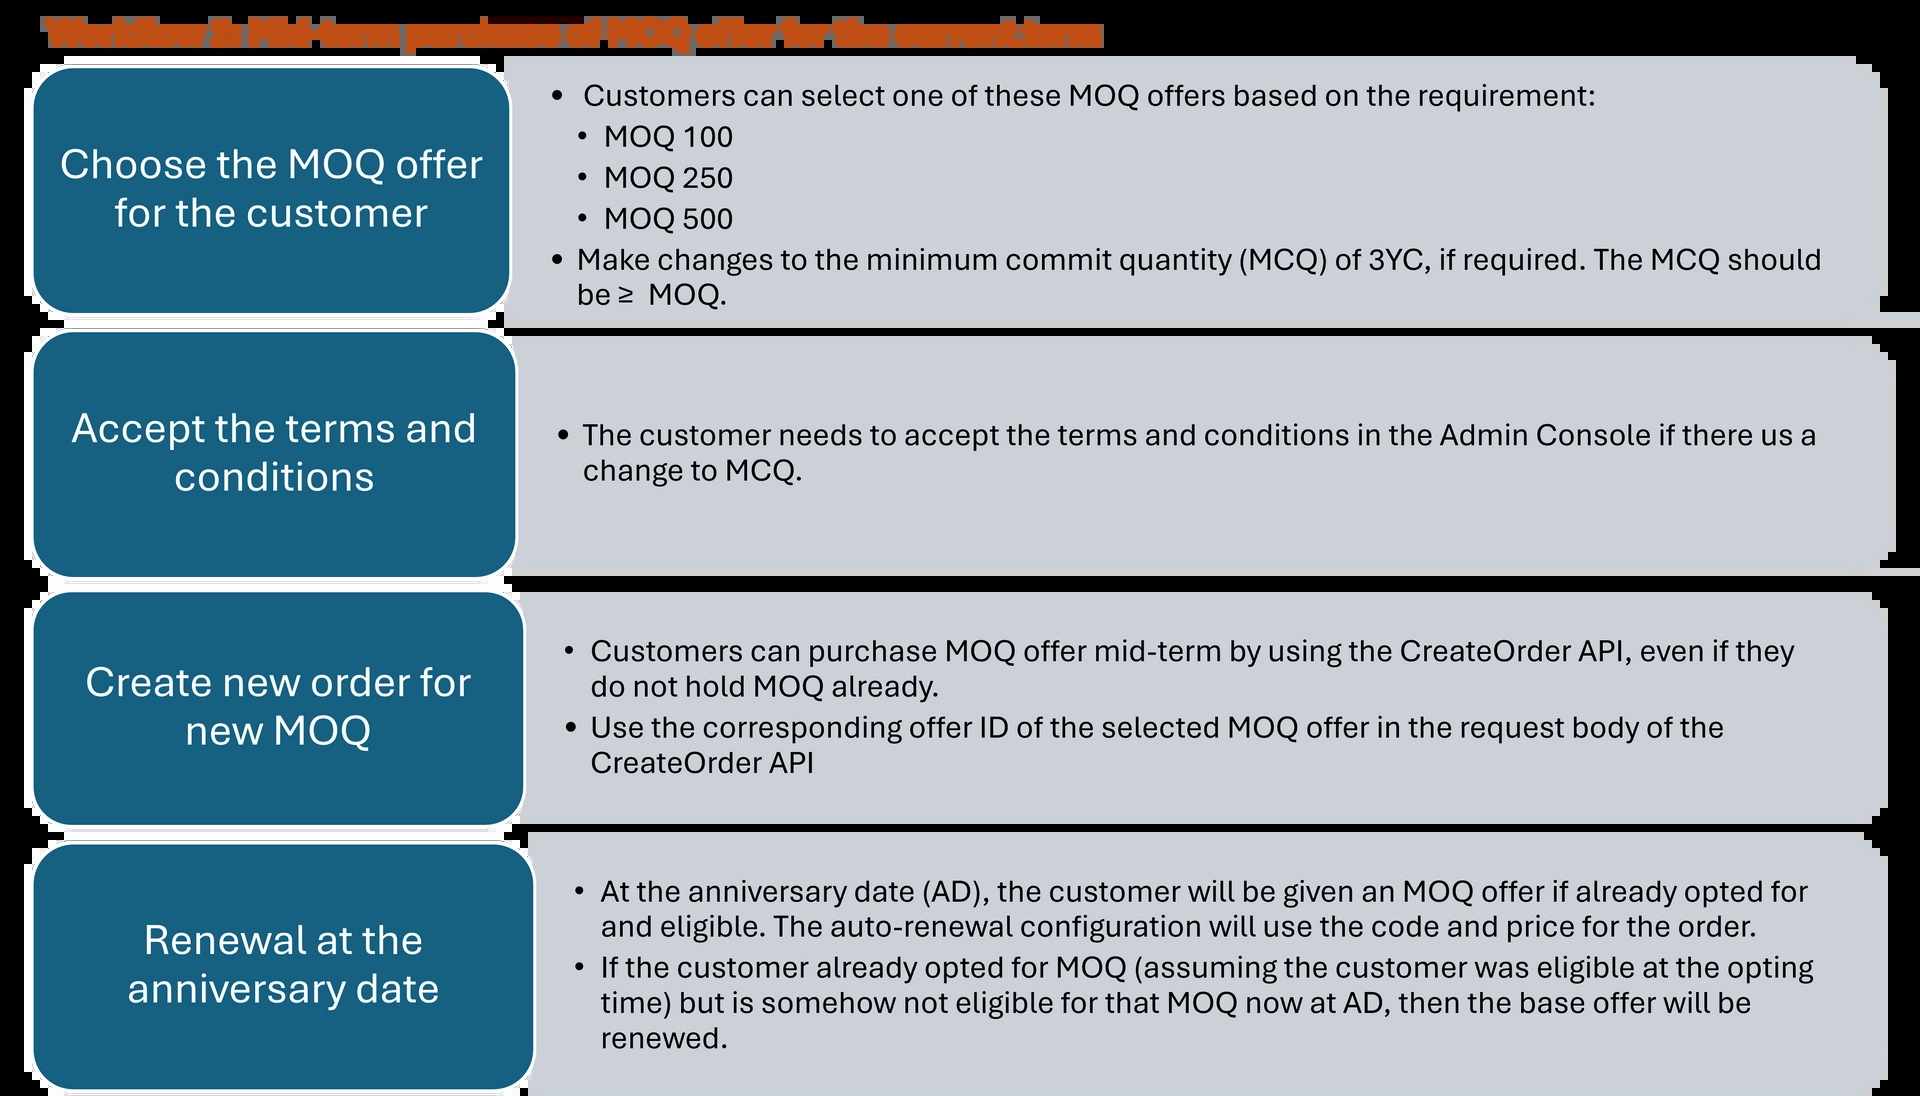 Workflow 2: Mid-term purchase of MOQ offer for the current term
Choose the MOQ offer
for the customer
• Customers can select one of these MOQ offers based on the requirement:
• MOQ 100
• MOQ 250
• MOQ 500
• Make changes to the minimum commit quantity (MCQ) of 3YC, if required. The MCQ should
be ≥ MOQ.
Accept the terms and
conditions
• The customer needs to accept the terms and conditions in the Admin Console if there us a
change to MCQ.
Create new order for
new MOQ
• Customers can purchase MOQ offer mid-term by using the CreateOrder API, even if they
do not hold MOQ already.
• Use the corresponding offer ID of the selected MOQ offer in the request body of the
CreateOrder API
Renewal at the
anniversary date
• At the anniversary date (AD), the customer will be given an MOQ offer if already opted for
and eligible. The auto-renewal configuration will use the code and price for the order.
• If the customer already opted for MOQ (assuming the customer was eligible at the opting
time) but is somehow not eligible for that MOQ now at AD, then the base offer will be
renewed.